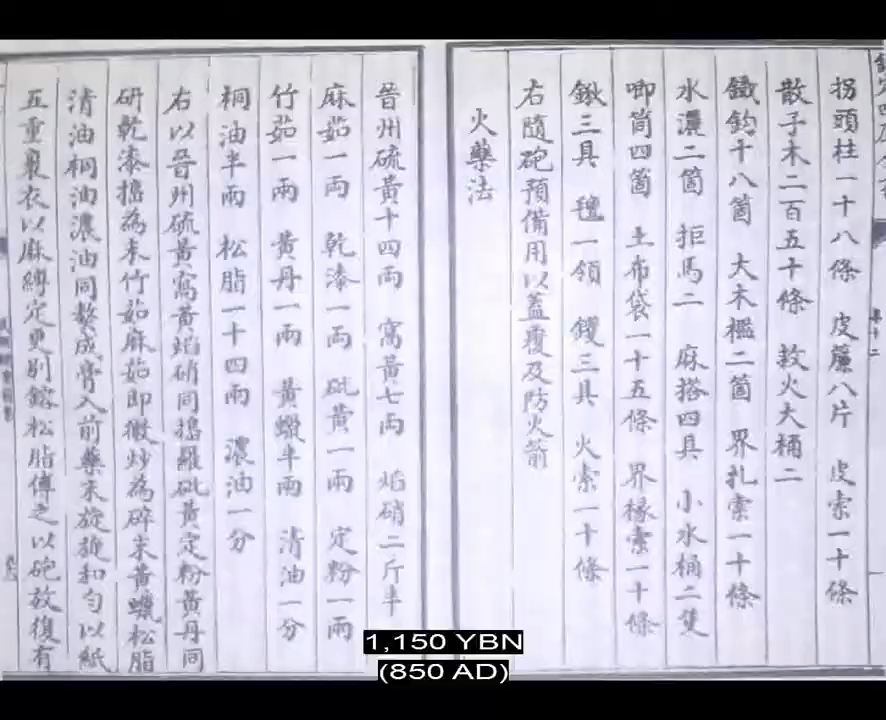 拐頭柱一十八條　皮簾八片　皮索一十條
散子木二百五十條　救火大桶二
鐵鈎十八箇　大木檻二箇　界扎索一十條
水濃二箇　拒馬二　麻搭四具　小水桶二隻
唧筒四箇　土布袋一十五條　界椽索一十條
鍬三具　氊一領　钁三具　火索一十條
右隨砲預備用以蓋覆及防火箭
火藥法
晉州硫黃十四兩　窩黃七兩　焰硝二斤半
麻茹一兩　乾漆一兩　砒黃一兩　定粉一兩
竹茹一兩　黃丹一兩　黃蠟半兩　清油一分
桐油半兩　松脂一十四兩　濃油一分
右以晉州硫黃窩黃焰硝同搗羅砒黃定粉黃丹同
研乾漆搗為末竹茹麻茹即微炒為碎末黃蠟松脂
清油桐油濃油同熬成膏入前藥末旋旋和勻以紙
五重裹衣以麻縛定更別鎔松脂傅之以砲放復有
1,150 YBN
(850 AD)